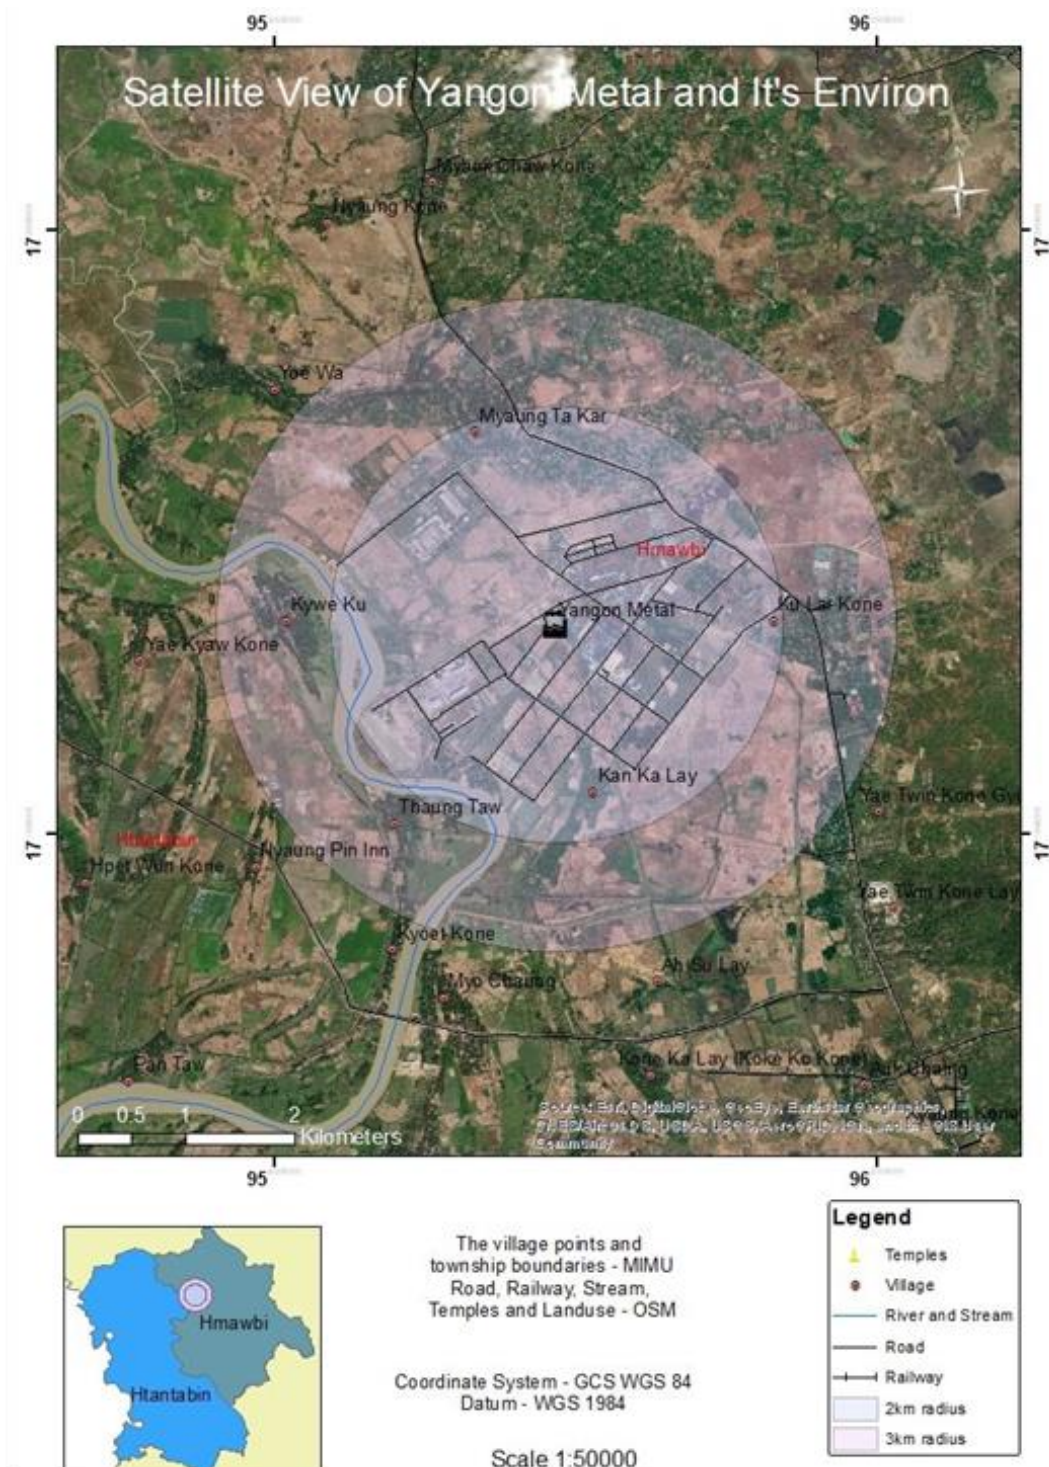 95
96
Satellite View of Yangon Metal and It's Environ
Myauk Chaw Kone
Nyaung Kone
17
17
Yoe Wa
Myaung Ta Kar
Hmawbi
Kywe Ku
Yangon Metal
Ku Lar Kone
Yae Kyaw Kone
Kan Ka Lay
Thaung Taw
Yae Twin Kone Gyi
17
17
Htantabin
Nyaung Pin Inn
Hpet Wun Kone
Yae Twin Kone Lay
Kyoet Kone
Myo Chaung
Ah Su Lay
Pan Taw
Kone Ka Lay (Koke Ko Kone)
Auk Chaing
0 0.5 1 2
Kilometers
Community
95
96
The village points and
township boundaries - MIMU
Road, Railway, Stream,
Temples and Landuse - OSM
Coordinate System - GCS WGS 84
Datum - WGS 1984
Scale 1:50000
Hmawbi
Htantabin
Legend
Temples
Village
River and Stream
Road
Railway
2km radius
3km radius